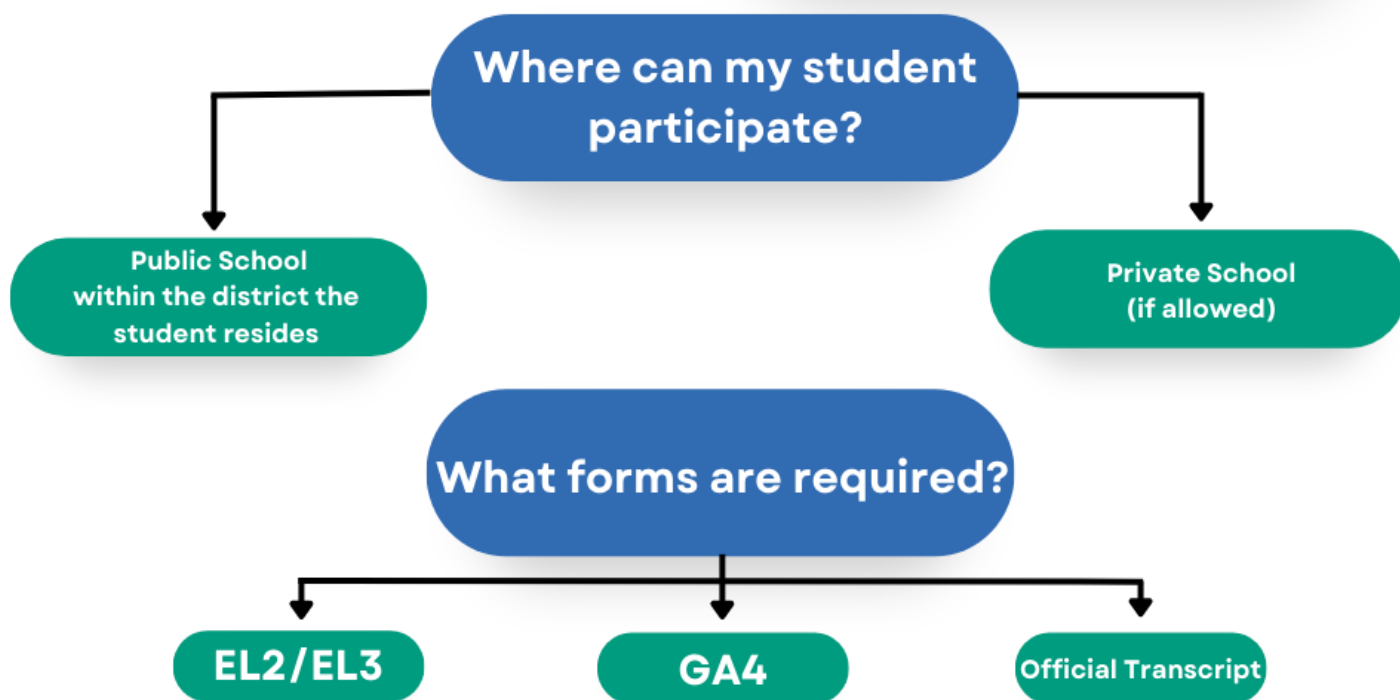 Where can my student
participate?
Public School
within the district the
student resides
Private School
(if allowed)
What forms are required?
EL2/EL3
GA4
Official Transcript